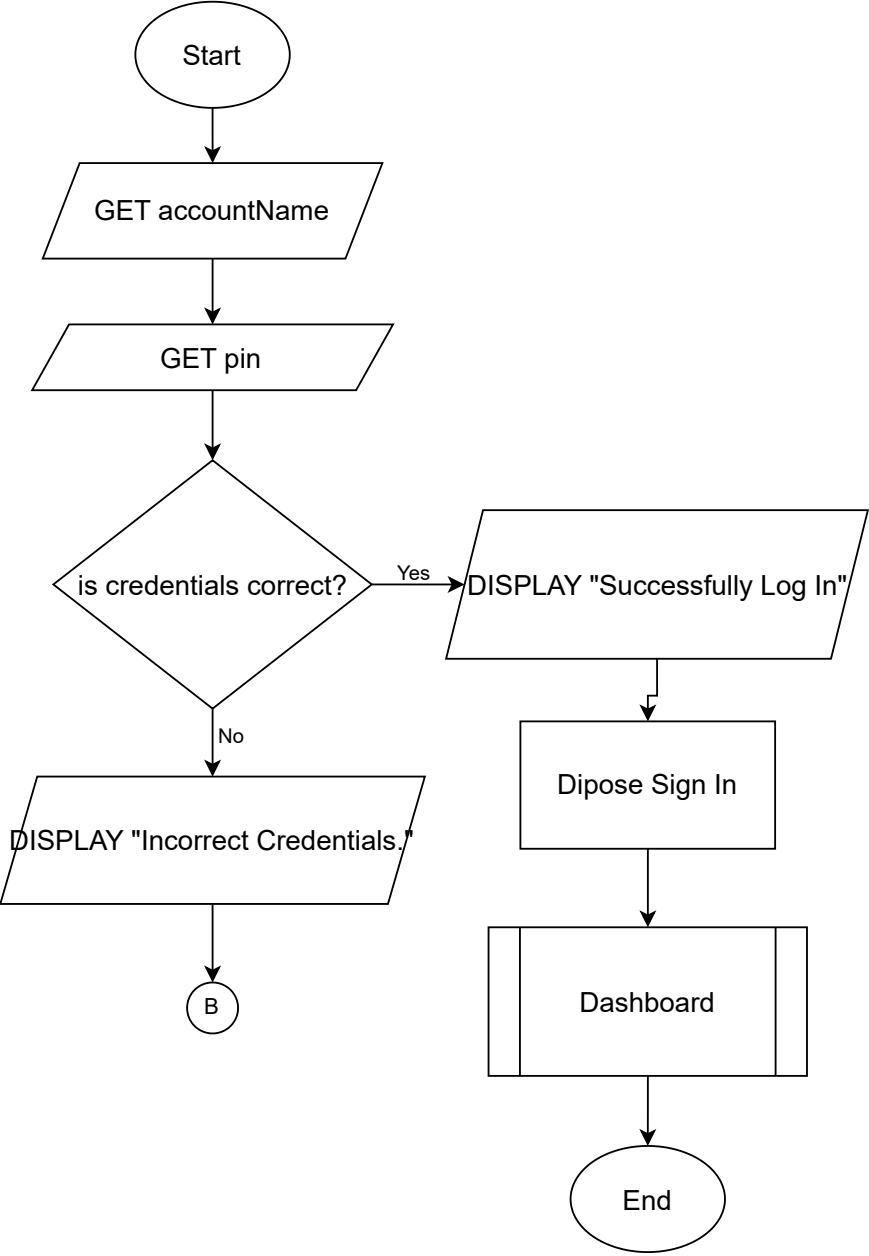 Start
GET accountName
GET pin
is credentials correct?
Yes
DISPLAY "Successfully Log In"
No
DISPLAY "Incorrect Credentials."
Dipose Sign In
B
Dashboard
End